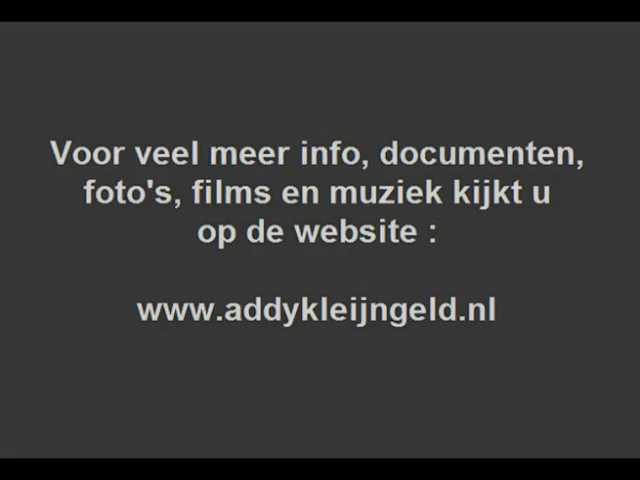 Voor veel meer info, documenten,
foto's, films en muziek kijkt u
op de website :
www.addykleijngeld.nl